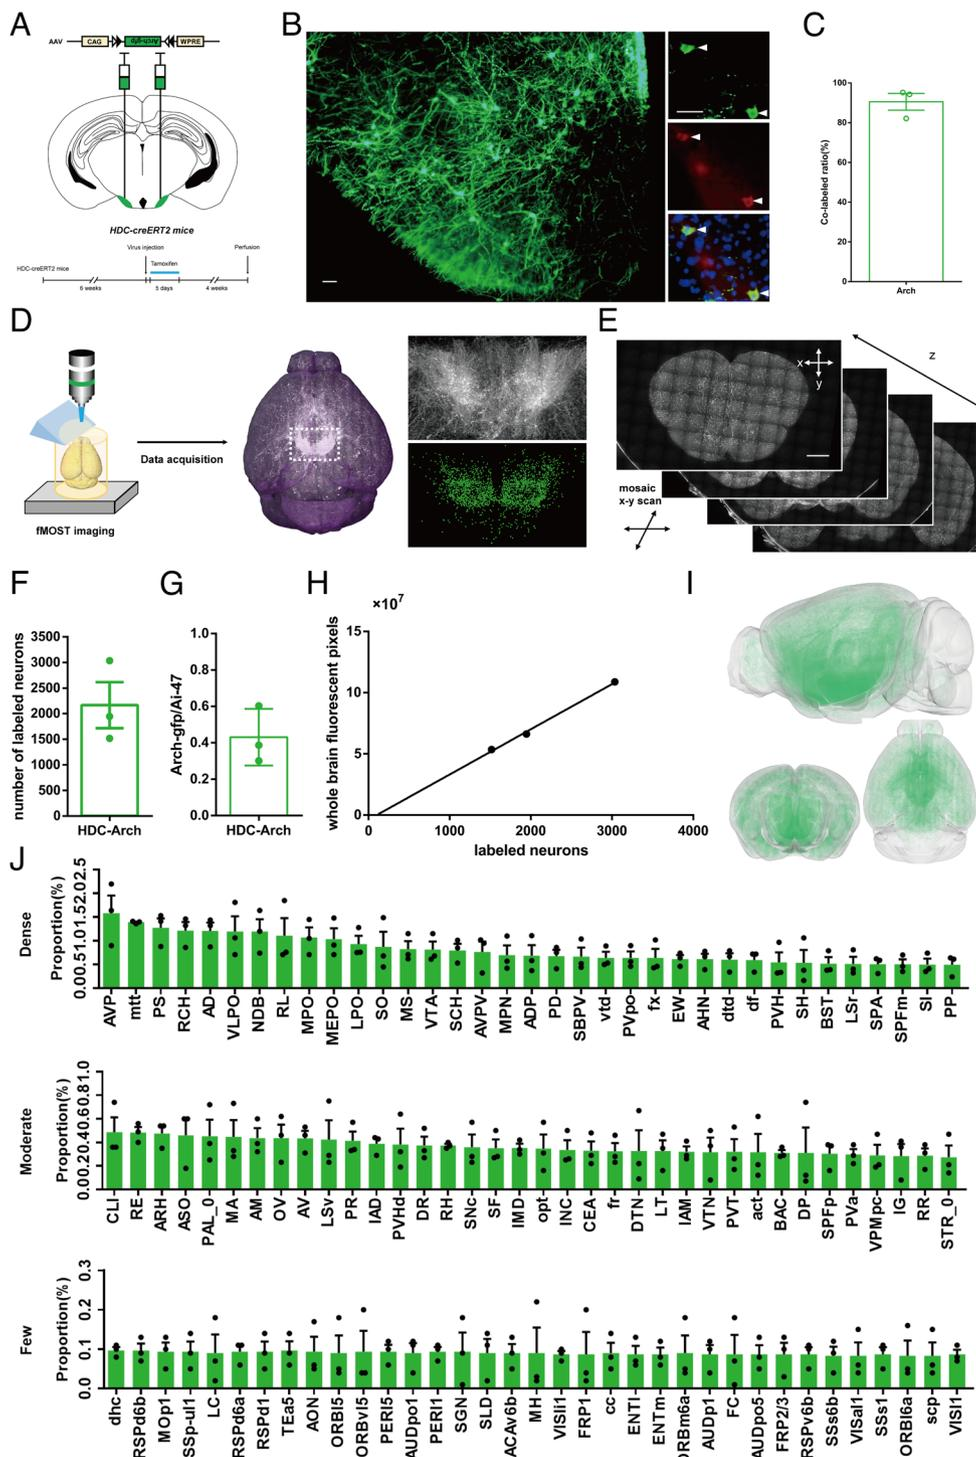 A
AAV
CAG
Arch-gfp
WPRE
HDC-creERT2 mice
Virus injection
Perfusion
Tamoxifen
HDC-creERT2 mice
6 weeks
5 days
4 weeks
B
C
Co-labeled ratio(%)
100
80
60
40
20
0
Arch
D
Data acquisition
fMOST imaging
E
x
y
z
mosaic
x-y scan
F
number of labeled neurons
3500
3000
2500
2000
1500
1000
500
0
HDC-Arch
G
Arch-gfp/Ai-47
1.0
0.8
0.6
0.4
0.2
0.0
HDC-Arch
H
×10⁷
whole brain fluorescent pixels
15
10
5
0
0 1000 2000 3000 4000
labeled neurons
I
J
Dense
Proportion(%)
0.00.51.01.52.02.5
AVP mtt PS RCH AD VLPO NDB RL MPO MEPO LPO SO MS VTA SCH AVPV MPN ADP PD SBPV vtd PVpo fx EW AHN dtd df PVH SH BST LSr SPA SPFm SI PP
Moderate
Proportion(%)
0.00.20.40.60.81.0
CLI RE ARH ASO PAL_0 MA AM OV AV LSv PR IAD PVHd DR RH SNc SF IMD opt INC CEA fr DTN LT IAM VTN PVT act BAC DP SPFp PVa VPMpc IG RR STR_0
Few
Proportion(%)
0.3
0.2
0.1
0.0
dhc RSPd6b MOp1 SSp-ul1 LC RSPd6a RSPd1 TEa5 AON ORBl5 ORBvl5 PERI5 AUDpo1 PERI1 SGN SLD ACAv6b MH VISli1 FRP1 cc ENTl ENTm ORBm6a AUDp1 FC AUDpo5 FRP2/3 RSPv6b SSs6b VISal1 SSs1 ORBl6a scp VISl1